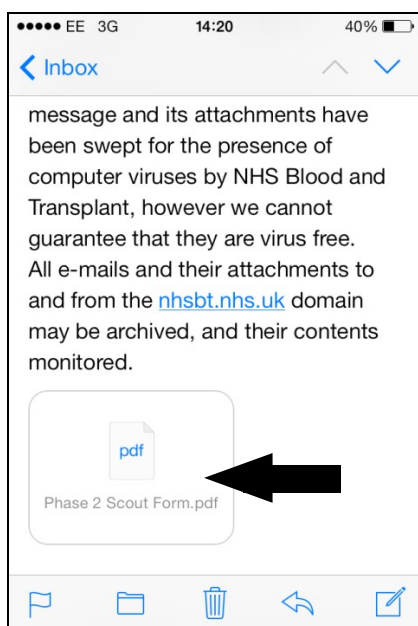 EE 3G 14:20 40%
Inbox
message and its attachments have
been swept for the presence of
computer viruses by NHS Blood and
Transplant, however we cannot
guarantee that they are virus free.
All e-mails and their attachments to
and from the nhsbt.nhs.uk domain
may be archived, and their contents
monitored.
pdf
Phase 2 Scout Form.pdf